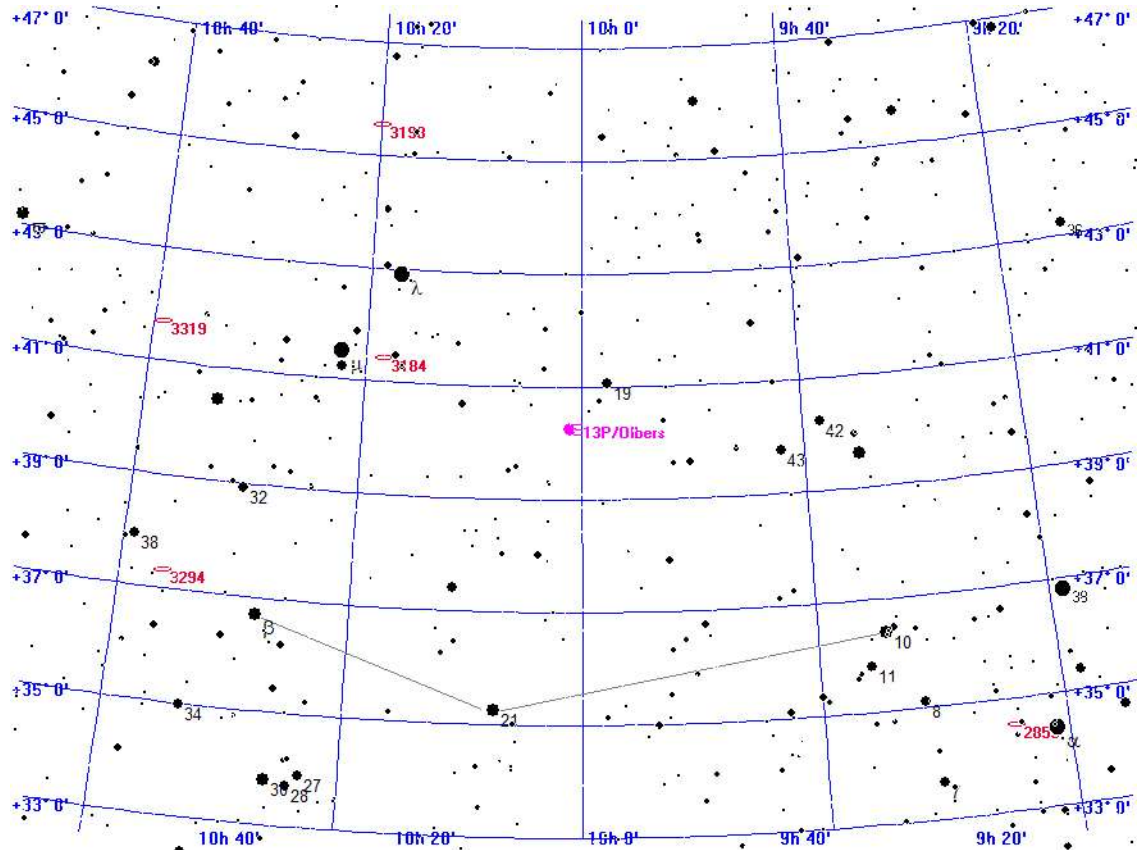 +47° 0'
10h 40'
10h 20'
10h 0'
9h 40'
9h 20'
+47° 0'
+45° 0'
3193
+45° 0'
36
+43° 0'
+43° 0'
λ
3319
+41° 0'
μ
3184
+41° 0'
19
13P/Olbers
42
43
+39° 0'
+39° 0'
32
38
3294
+37° 0'
+37° 0'
β
10
11
+35° 0'
34
21
8
+35° 0'
27
28
+33° 0'
+33° 0'
10h 40'
10h 20'
10h 0'
9h 40'
9h 20'